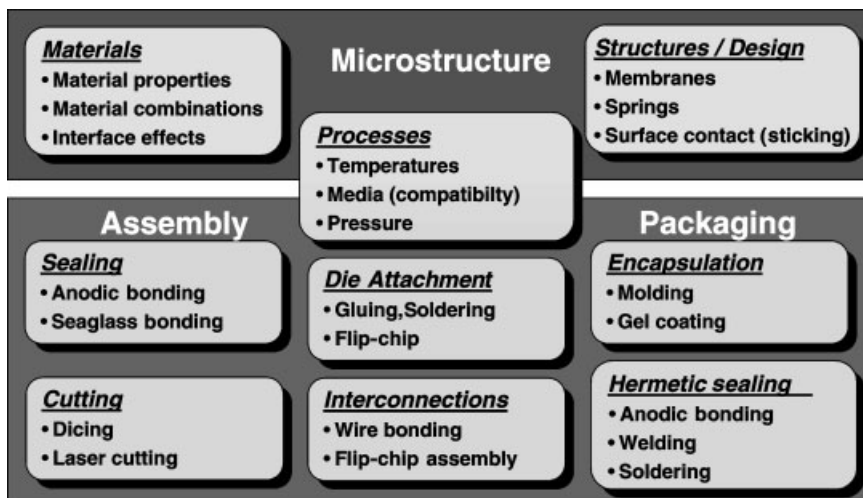 Microstructure
Materials
• Material properties
• Material combinations
• Interface effects
Structures / Design
• Membranes
• Springs
• Surface contact (sticking)
Processes
• Temperatures
• Media (compatibilty)
• Pressure
Assembly
Packaging
Sealing
• Anodic bonding
• Seaglass bonding
Die Attachment
• Gluing,Soldering
• Flip-chip
Encapsulation
• Molding
• Gel coating
Cutting
• Dicing
• Laser cutting
Interconnections
• Wire bonding
• Flip-chip assembly
Hermetic sealing
• Anodic bonding
• Welding
• Soldering